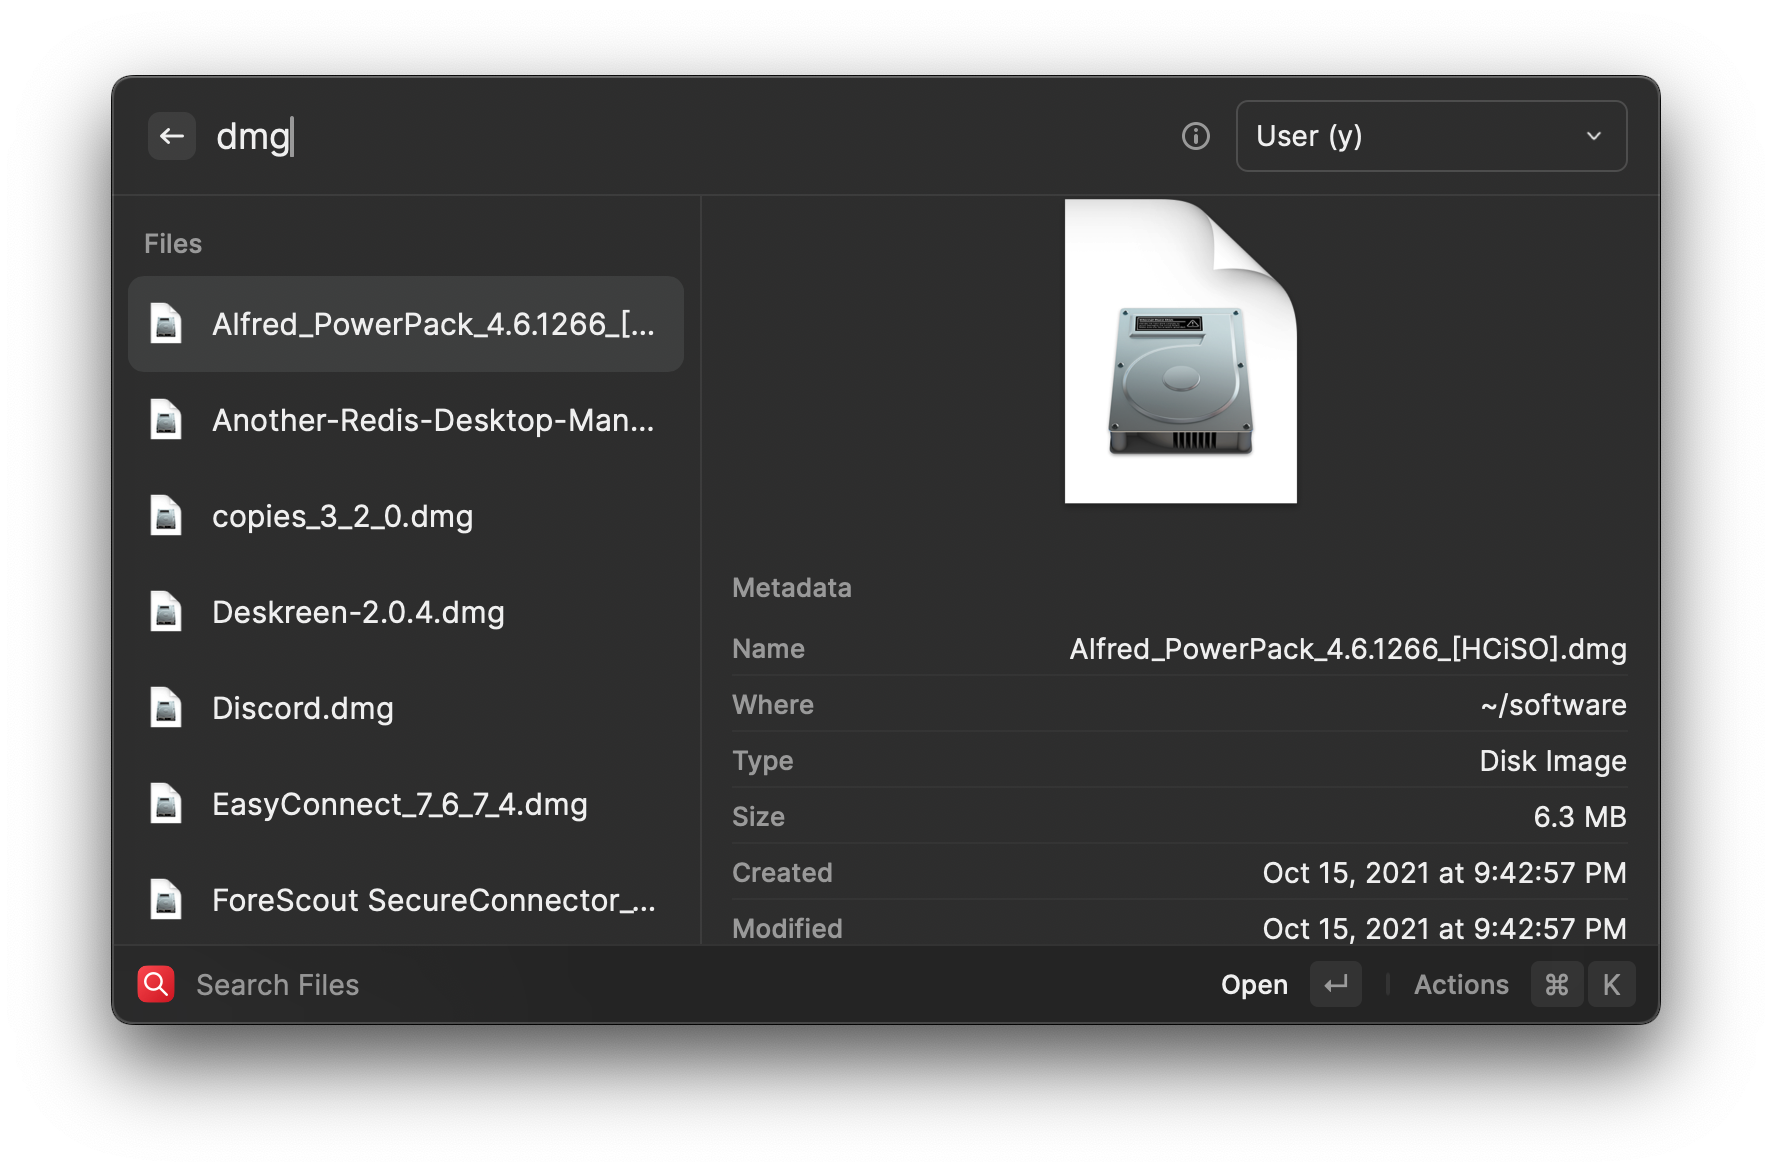 dmg
User (y)
Files
Alfred_PowerPack_4.6.1266_[...
Another-Redis-Desktop-Man...
copies_3_2_0.dmg
Deskreen-2.0.4.dmg
Discord.dmg
EasyConnect_7_6_7_4.dmg
ForeScout SecureConnector_...
Metadata
Name Alfred_PowerPack_4.6.1266_[HCiSO].dmg
Where ~/software
Type Disk Image
Size 6.3 MB
Created Oct 15, 2021 at 9:42:57 PM
Modified Oct 15, 2021 at 9:42:57 PM
Search Files Open ↵ Actions ⌘ K